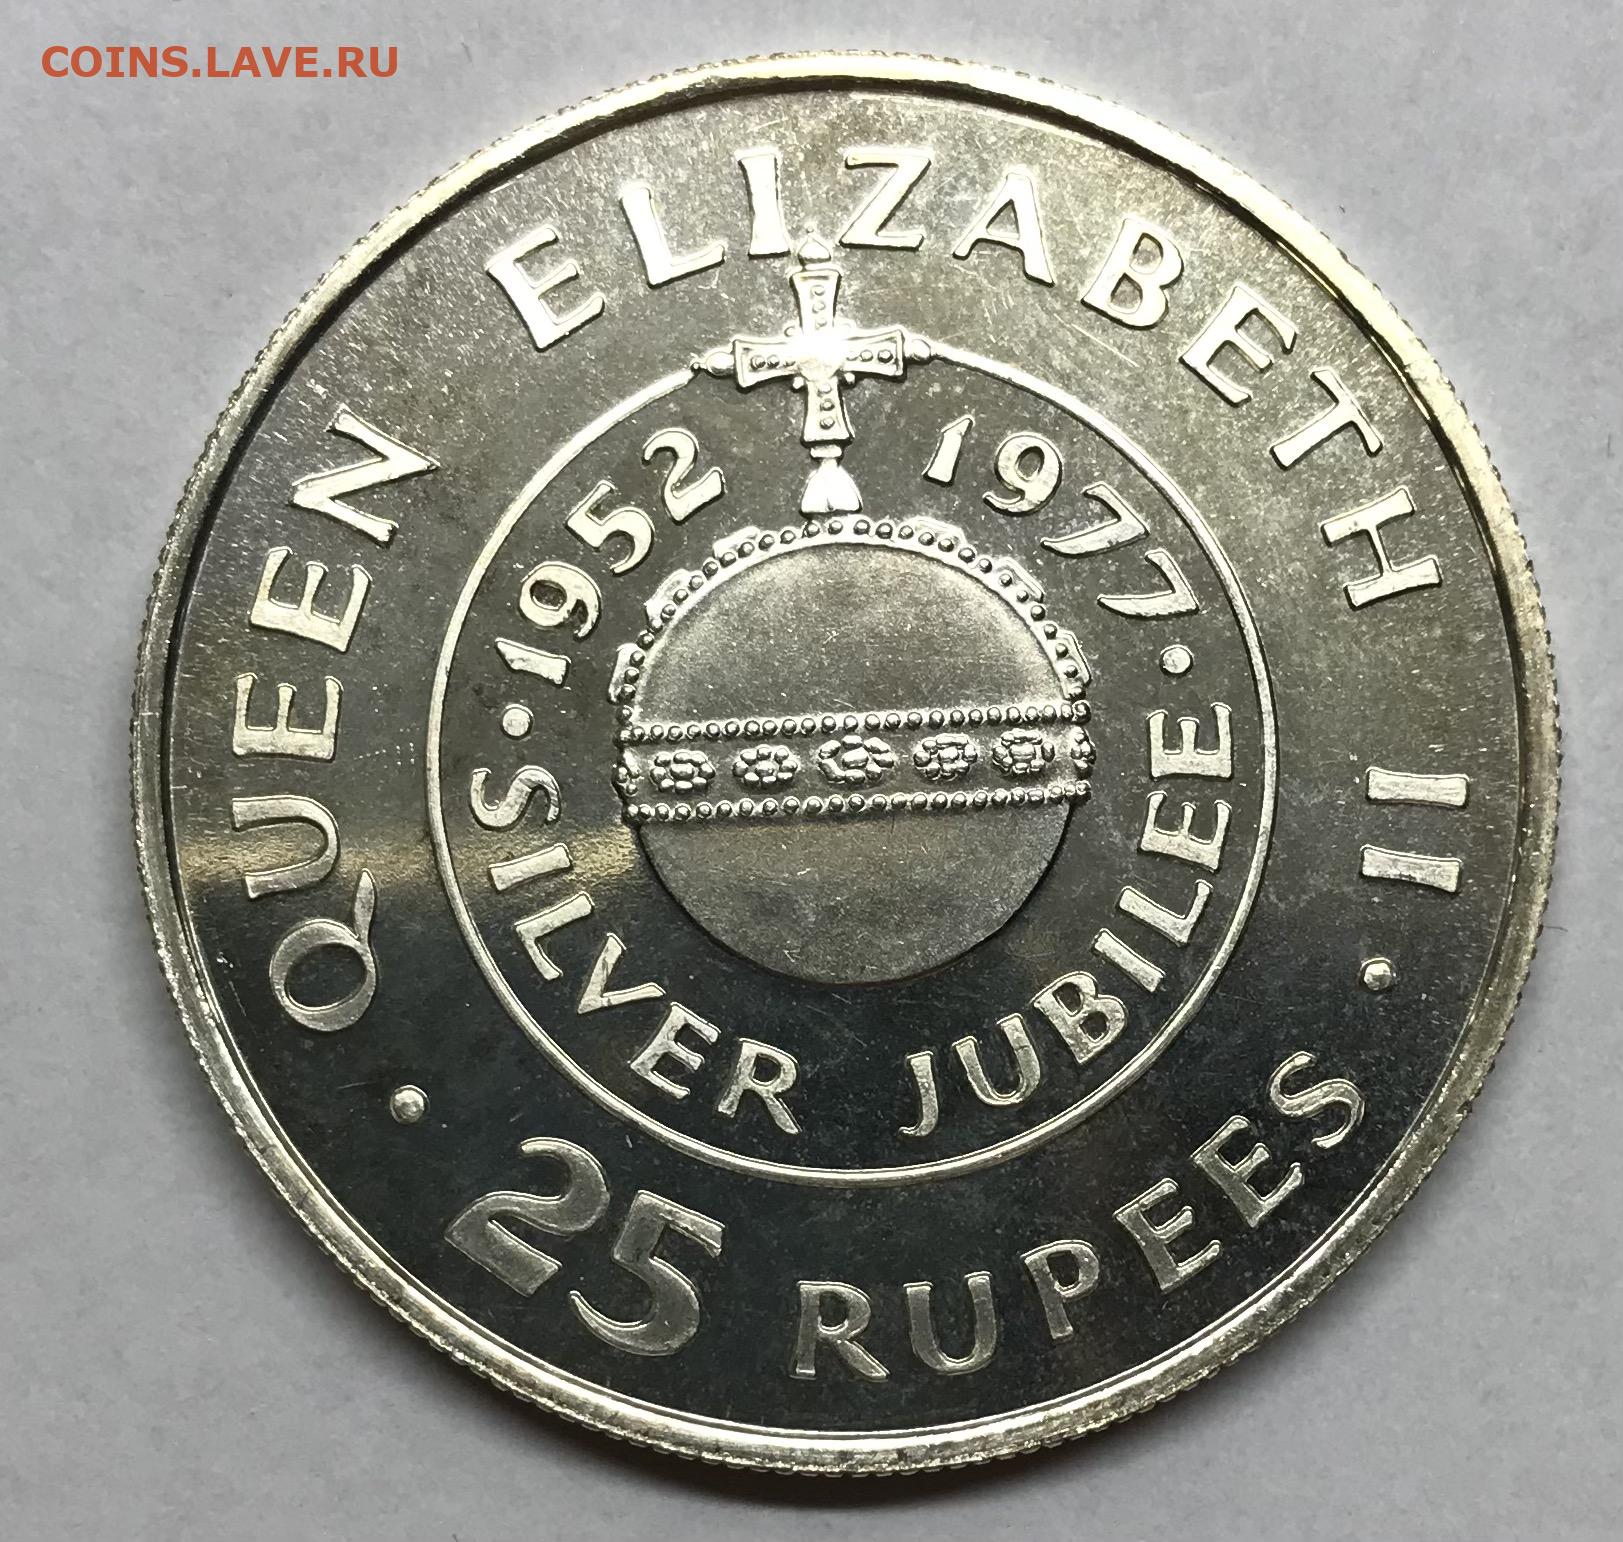 COINS.LAVE.RU
QUEEN ELIZABETH II
· 25 RUPEES ·
1952 1977
· SILVER JUBILEE ·